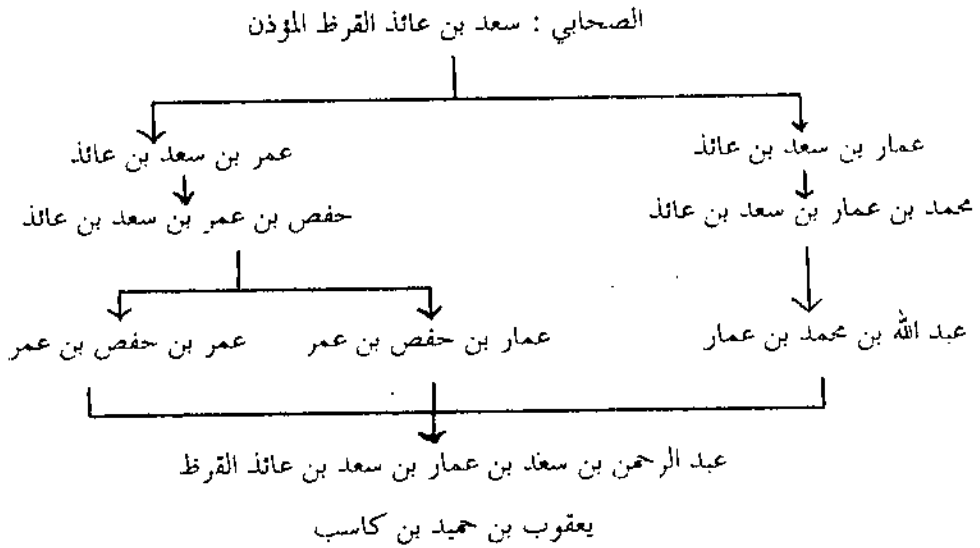 الصحابي : سعد بن عائذ القرظ المؤذن
عمار بن سعد بن عائذ
عمر بن سعد بن عائذ
محمد بن عمار بن سعد بن عائذ
حفص بن عمر بن سعد بن عائذ
عبد الله بن محمد بن عمار
عمار بن حفص بن عمر
عمر بن حفص بن عمر
عبد الرحمن بن سعد بن عمار بن سعد بن عائذ القرظ
يعقوب بن حميد بن كاسب